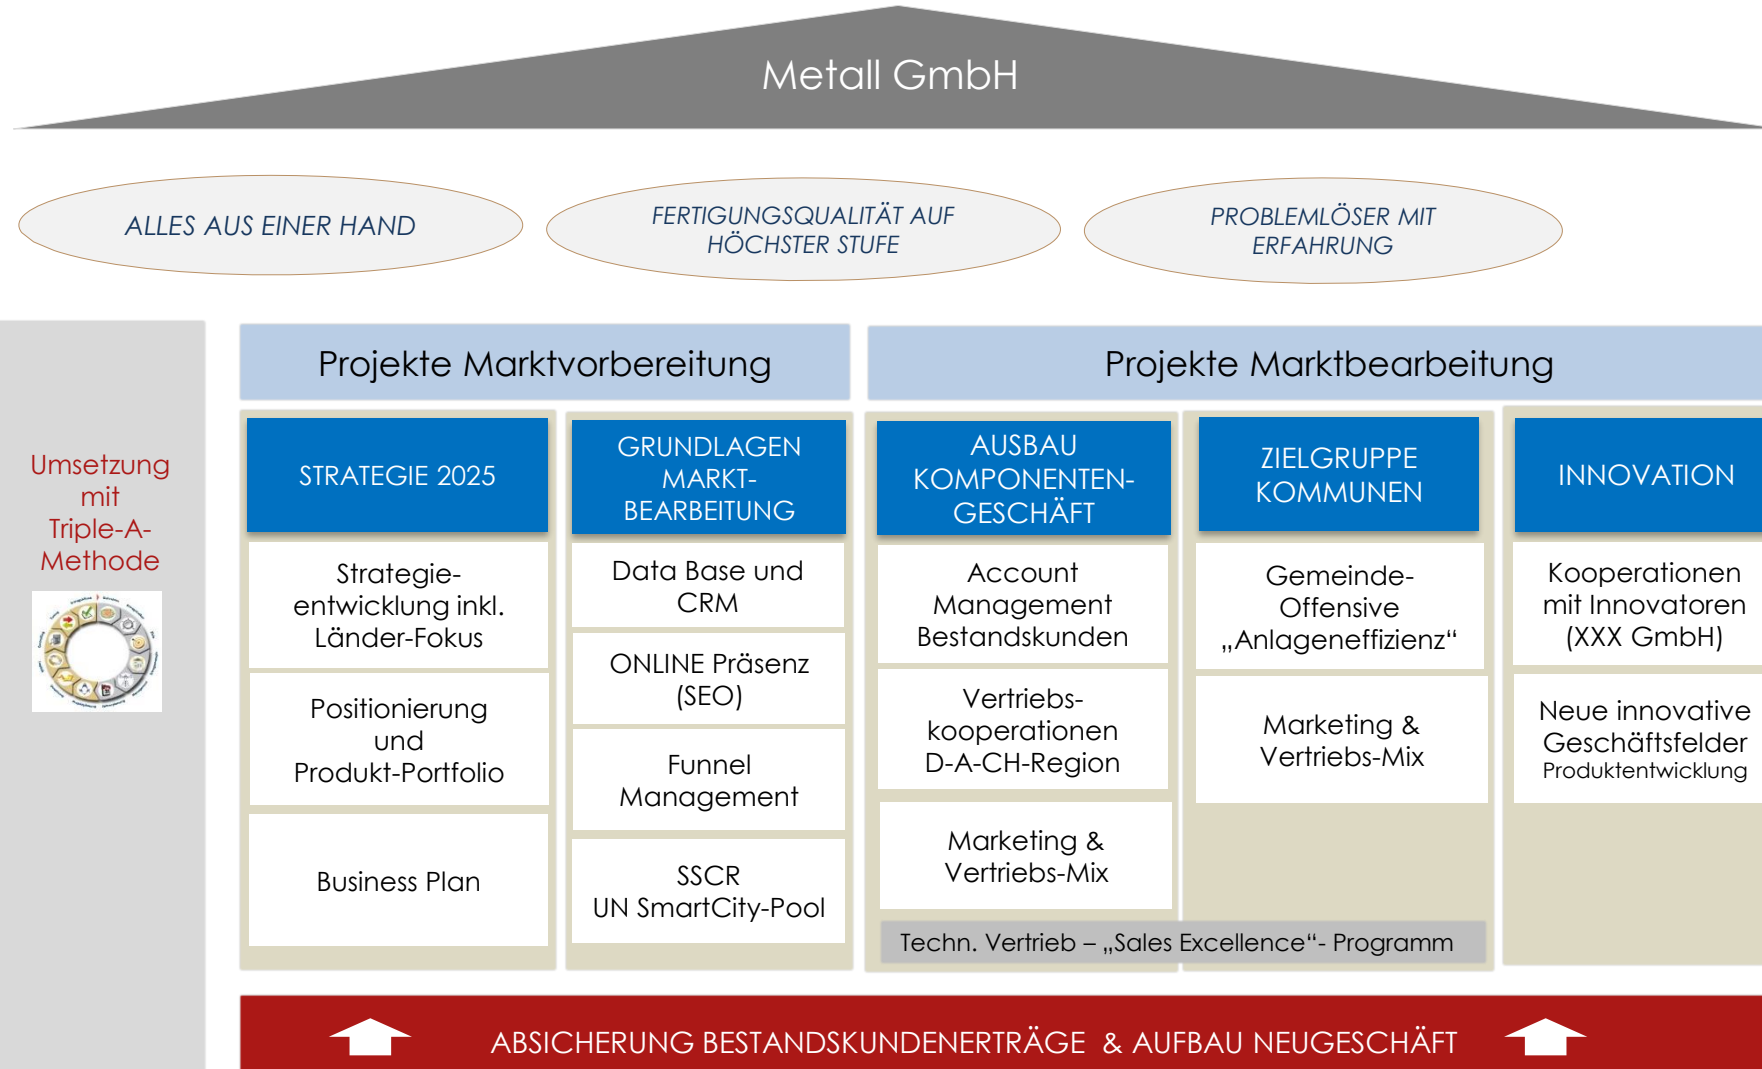 Metall GmbH
ALLES AUS EINER HAND
FERTIGUNGSQUALITÄT AUF
HÖCHSTER STUFE
PROBLEMLÖSER MIT
ERFAHRUNG
Umsetzung
mit
Triple-A-
Methode
Projekte Marktvorbereitung
Projekte Marktbearbeitung
STRATEGIE 2025
Strategie-
entwicklung inkl.
Länder-Fokus
Positionierung
und
Produkt-Portfolio
Business Plan
GRUNDLAGEN
MARKT-
BEARBEITUNG
Data Base und
CRM
ONLINE Präsenz
(SEO)
Funnel
Management
SSCR
UN SmartCity-Pool
AUSBAU
KOMPONENTEN-
GESCHÄFT
Account
Management
Bestandskunden
Vertriebs-
kooperationen
D-A-CH-Region
Marketing &
Vertriebs-Mix
ZIELGRUPPE
KOMMUNEN
Gemeinde-
Offensive
„Anlageneffizienz“
Marketing &
Vertriebs-Mix
INNOVATION
Kooperationen
mit Innovatoren
(XXX GmbH)
Neue innovative
Geschäftsfelder
Produktentwicklung
Techn. Vertrieb – „Sales Excellence“- Programm
ABSICHERUNG BESTANDSKUNDENERTRÄGE & AUFBAU NEUGESCHÄFT